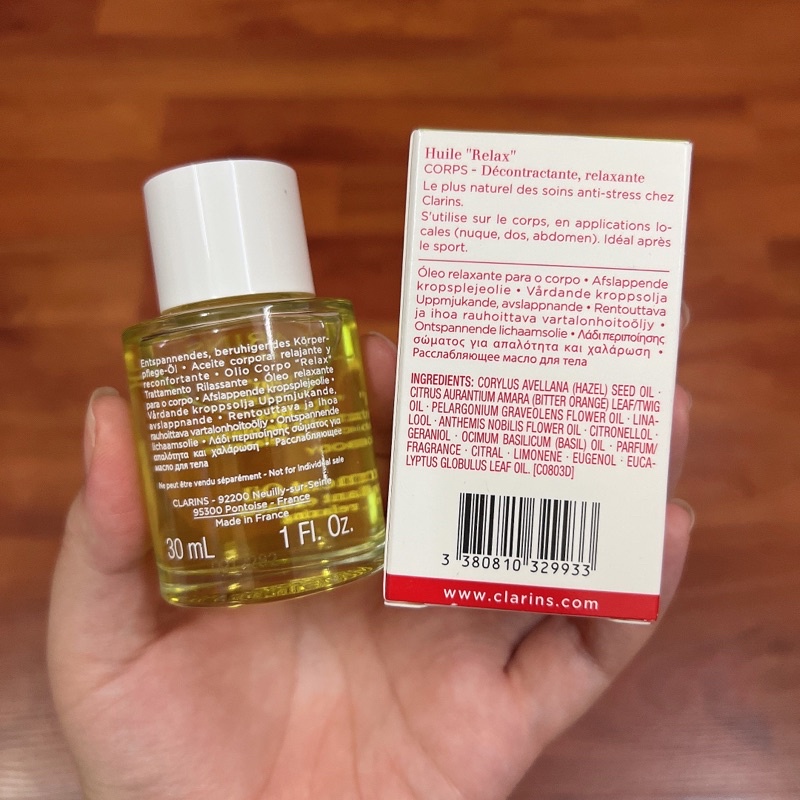 Entspannendes, beruhigendes Körper-
pflege-Öl • Aceite corporal relajante y
reconfortante • Olio Corpo "Relax"
Trattamento Rilassante • Óleo relaxante
para o corpo • Afslappende kropsplejeolie •
Vårdande kroppsolja Uppmjukande,
avslappnande • Rentouttava ja ihoa
rauhoittava vartalonhoitoöljy • Ontspannende
lichaamsolie • Λάδι περιποίησης σώματος για
απαλότητα και χαλάρωση • Расслабляющее
масло для тела
Ne peut être vendu séparément - Not for individual sale
CLARINS - 92200 Neuilly-sur-Seine
95300 Pontoise - France
Made in France
30 mL
1 Fl. Oz.
Huile "Relax"
CORPS - Décontractante, relaxante
Le plus naturel des soins anti-stress chez
Clarins.
S'utilise sur le corps, en applications lo-
cales (nuque, dos, abdomen). Idéal après
le sport.
Óleo relaxante para o corpo • Afslappende
kropsplejeolie • Vårdande kroppsolja
Uppmjukande, avslappnande • Rentouttava
ja ihoa rauhoittava vartalonhoitoöljy •
Ontspannende lichaamsolie • Λάδι περιποίησης
σώματος για απαλότητα και χαλάρωση •
Расслабляющее масло для тела
INGREDIENTS: CORYLUS AVELLANA (HAZEL) SEED OIL ·
CITRUS AURANTIUM AMARA (BITTER ORANGE) LEAF/TWIG
OIL · PELARGONIUM GRAVEOLENS FLOWER OIL · LINA-
LOOL · ANTHEMIS NOBILIS FLOWER OIL · CITRONELLOL ·
GERANIOL · OCIMUM BASILICUM (BASIL) OIL · PARFUM/
FRAGRANCE · CITRAL · LIMONENE · EUGENOL · EUCA-
LYPTUS GLOBULUS LEAF OIL. [C0803D]
3 380810 329933
www.clarins.com